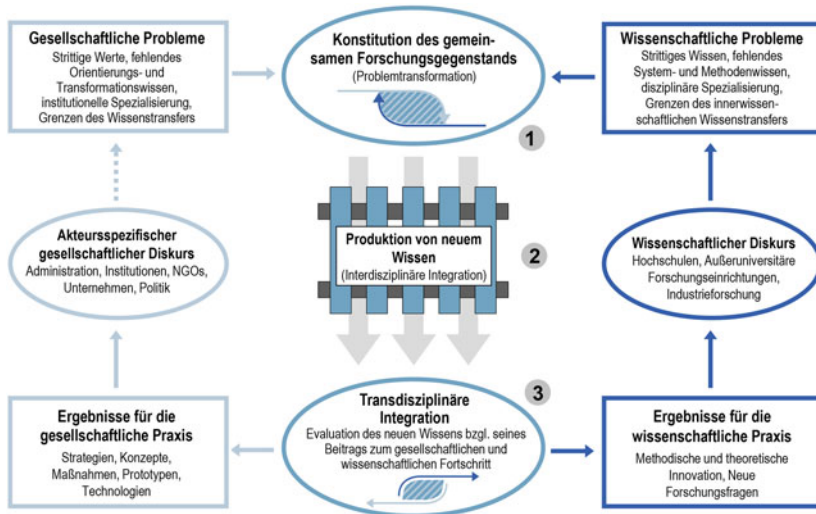 Gesellschaftliche Probleme
Strittige Werte, fehlendes
Orientierungs- und
Transformationswissen,
institutionelle Spezialisierung,
Grenzen des Wissenstransfers
Konstitution des gemein-
samen Forschungsgegenstands
(Problemtransformation)
1
Wissenschaftliche Probleme
Strittiges Wissen, fehlendes
System- und Methodenwissen,
disziplinäre Spezialisierung,
Grenzen des innerwissen-
schaftlichen Wissenstransfers
Akteursspezifischer
gesellschaftlicher Diskurs
Administration, Institutionen, NGOs,
Unternehmen, Politik
Produktion von neuem
Wissen
(Interdisziplinäre Integration)
2
Wissenschaftlicher Diskurs
Hochschulen, Außeruniversitäre
Forschungseinrichtungen,
Industrieforschung
Ergebnisse für die
gesellschaftliche Praxis
Strategien, Konzepte,
Maßnahmen, Prototypen,
Technologien
3
Transdisziplinäre
Integration
Evaluation des neuen Wissens bzgl. seines
Beitrags zum gesellschaftlichen und
wissenschaftlichen Fortschritt
Ergebnisse für die
wissenschaftliche Praxis
Methodische und theoretische
Innovation, Neue
Forschungsfragen